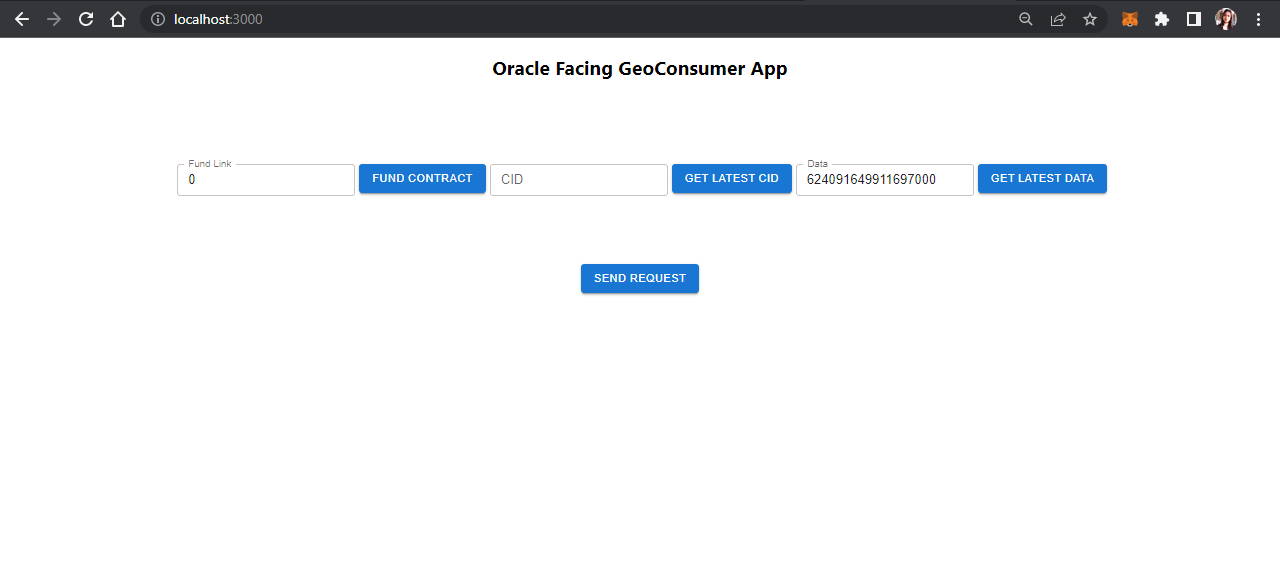 localhost:3000
Oracle Facing GeoConsumer App
Fund Link
0
FUND CONTRACT
CID
GET LATEST CID
Data
624091649911697000
GET LATEST DATA
SEND REQUEST